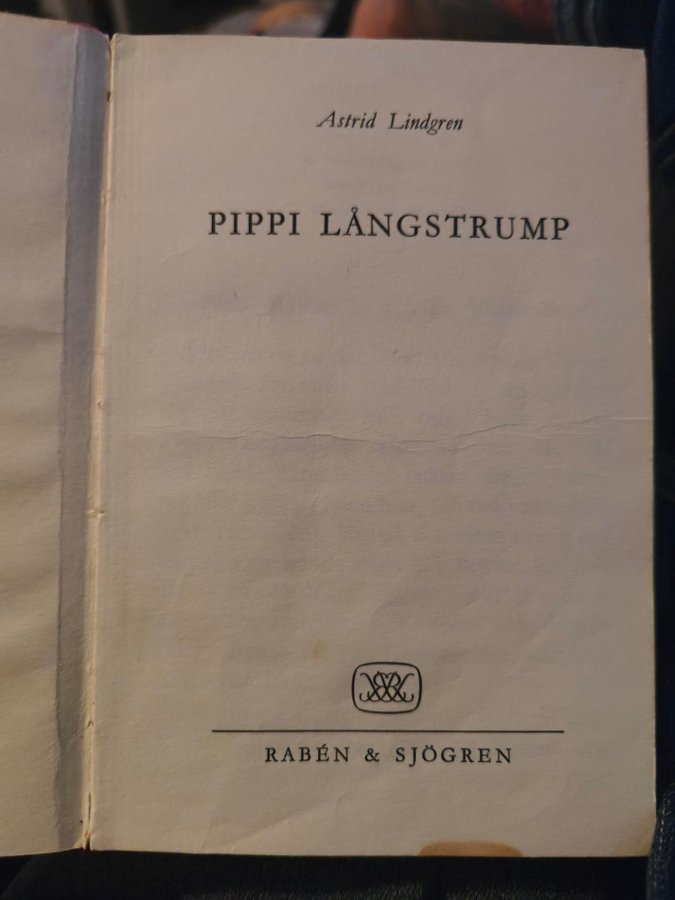 Astrid Lindgren
PIPPI LÅNGSTRUMP
RABÉN & SJÖGREN